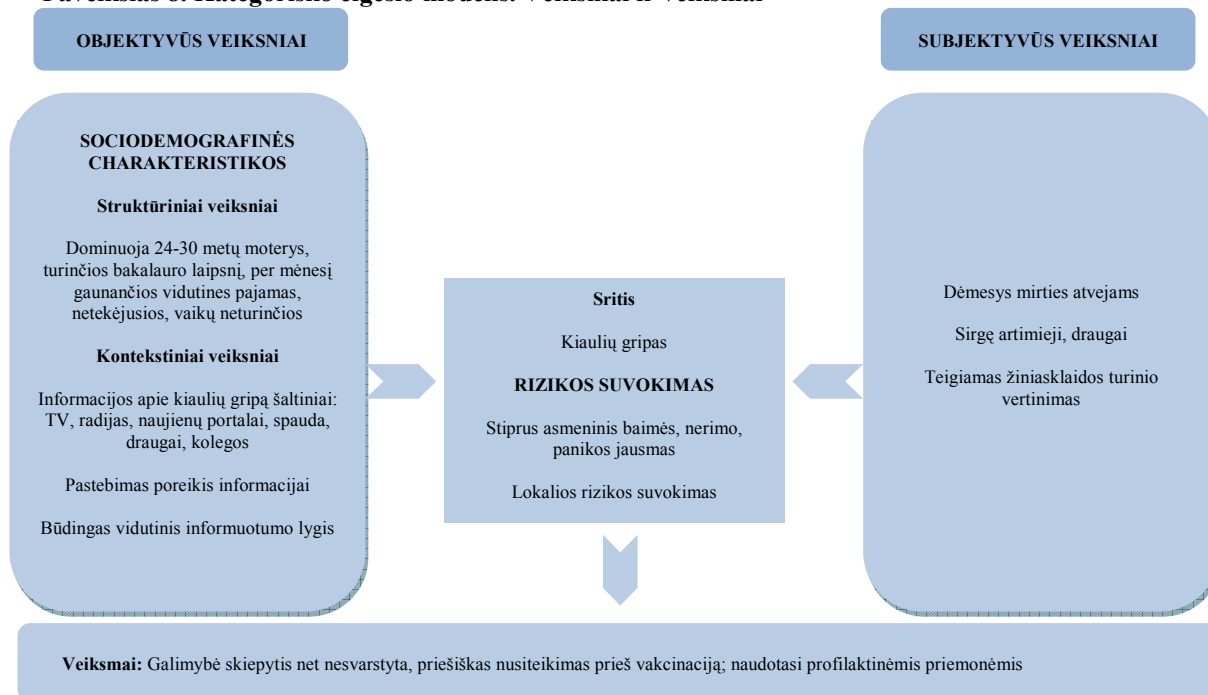 OBJEKTYVŪS VEIKSNIAI
SUBJEKTYVŪS VEIKSNIAI
SOCIODEMOGRAFINĖS
CHARAKTERISTIKOS
Struktūriniai veiksniai
Dominuoja 24-30 metų moterys,
turinčios bakalauro laipsnį, per mėnesį
gaunančios vidutines pajamas,
netekėjusios, vaikų neturinčios
Kontekstiniai veiksniai
Informacijos apie kiaulių gripą šaltiniai:
TV, radijas, naujienų portalai, spauda,
draugai, kolegos
Pastebimas poreikis informacijai
Būdingas vidutinis informuotumo lygis
Sritis
Kiaulių gripas
RIZIKOS SUVOKIMAS
Stiprus asmeninis baimės, nerimo,
panikos jausmas
Lokalios rizikos suvokimas
Dėmesys mirties atvejams
Sirgę artimieji, draugai
Teigiamas žiniasklaidos turinio
vertinimas
Veiksmai: Galimybė skiepytis net nesvarstyta, priešiškas nusiteikimas prieš vakcinaciją; naudotasi profilaktinėmis priemonėmis